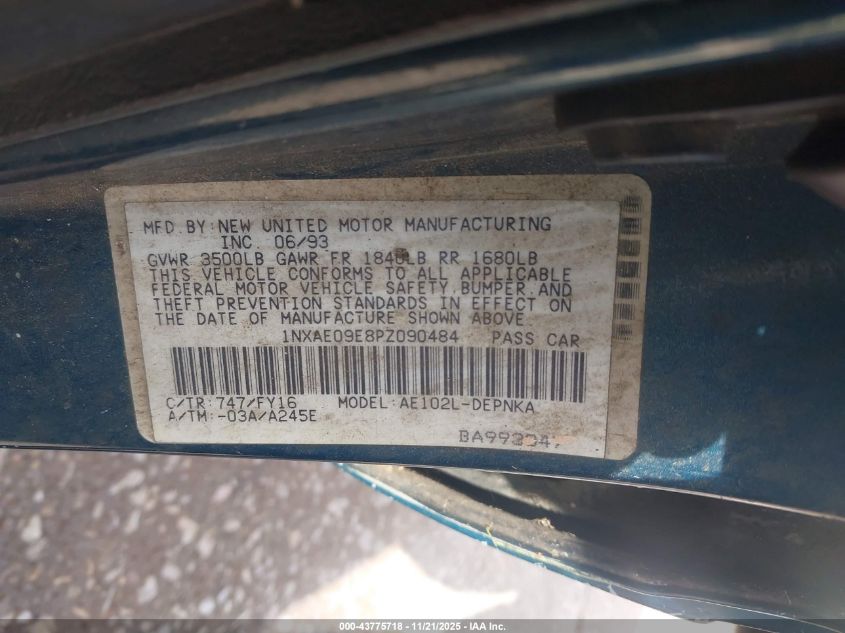 MFD. BY: NEW UNITED MOTOR MANUFACTURING
INC. 06/93
GVWR 3500LB GAWR FR 1840LB RR 1680LB
THIS VEHICLE CONFORMS TO ALL APPLICABLE
FEDERAL MOTOR VEHICLE SAFETY, BUMPER, AND
THEFT PREVENTION STANDARDS IN EFFECT ON
THE DATE OF MANUFACTURE SHOWN ABOVE.
1NXAE09E8PZ090484 PASS CAR
C/TR: 747/FY16 MODEL: AE102L-DEPNKA
A/TM: -03A/A245E
000-43775718 - 11/21/2025 - IAA Inc.